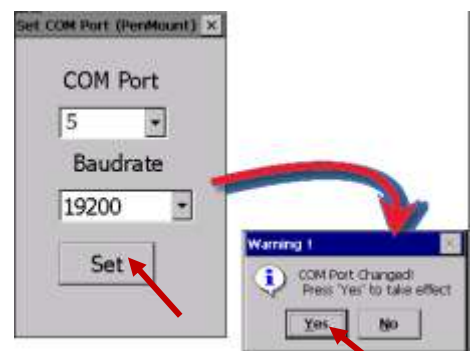 Set COM Port (PenMount)
COM Port
5
Baudrate
19200
Set
Warning !
COM Port Changed!
Press 'Yes' to take effect
Yes
No